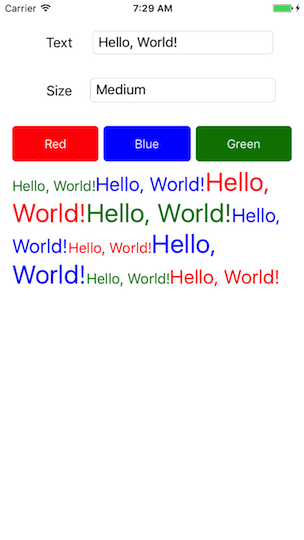 Carrier 7:29 AM
Text Hello, World!
Size Medium
Red Blue Green
Hello, World!Hello, World!Hello,
World!Hello, World!Hello,
World!Hello, World!Hello,
World!Hello, World!Hello, World!